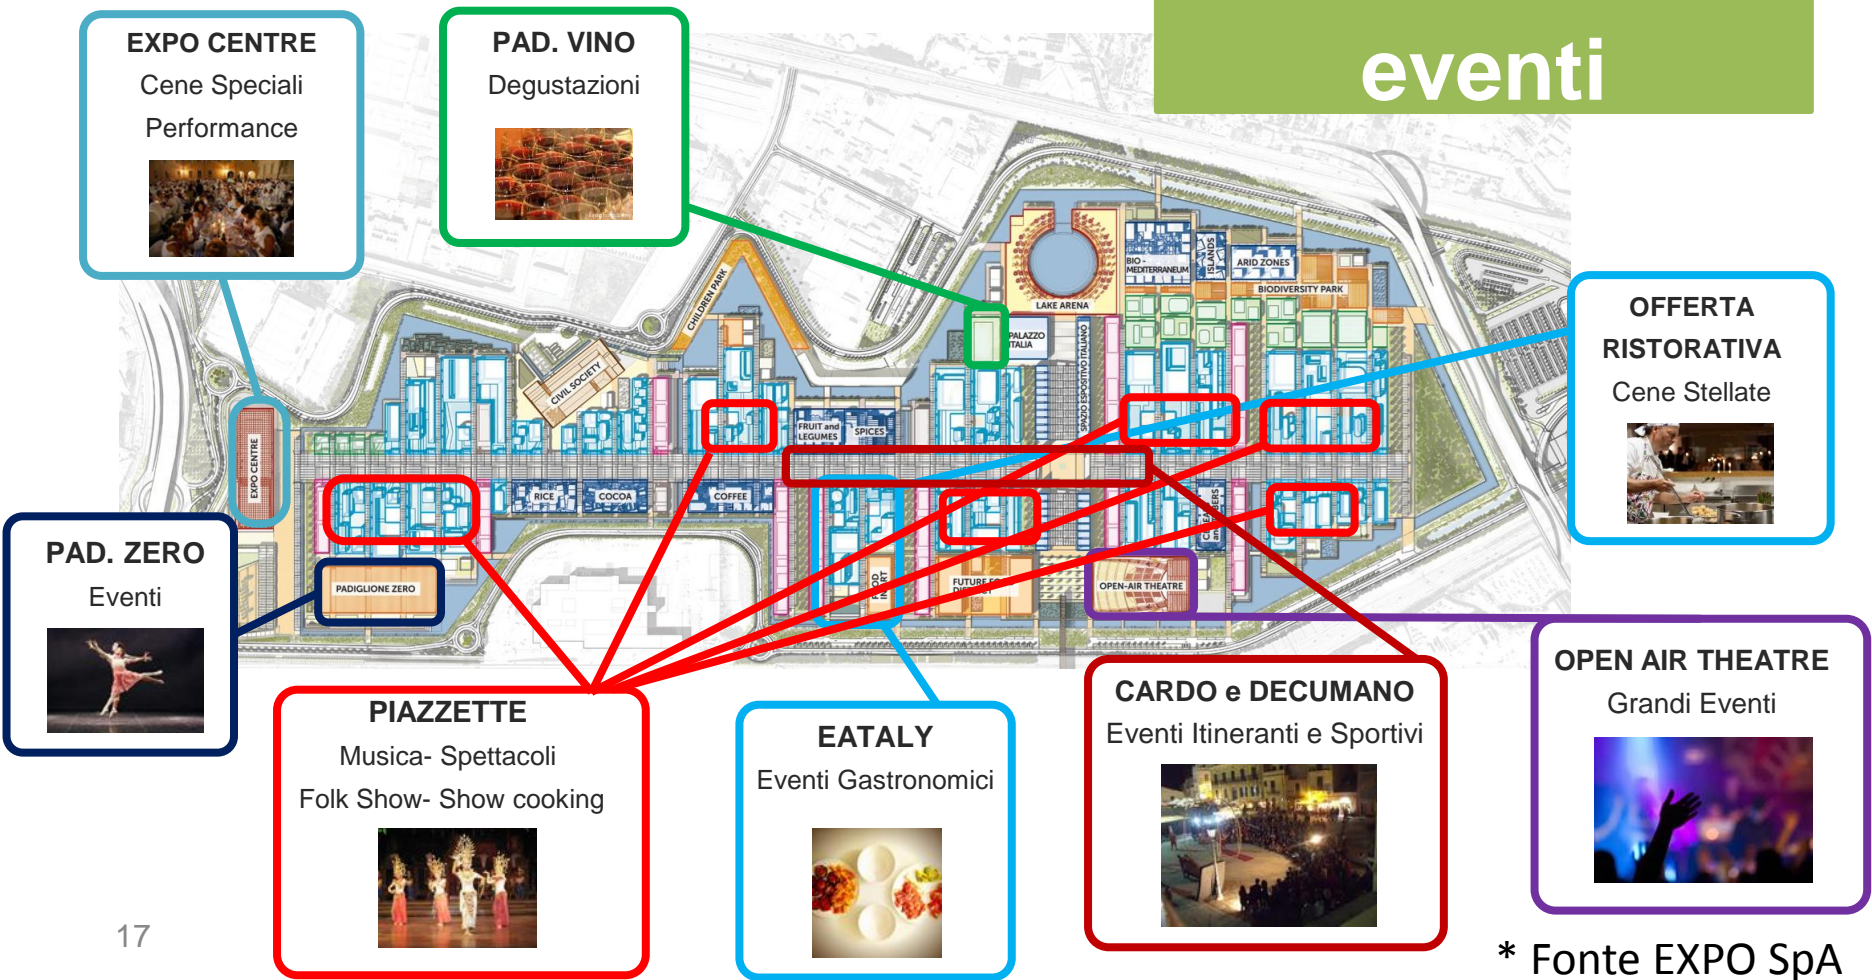 eventi
EXPO CENTRE
Cene Speciali
Performance
PAD. VINO
Degustazioni
OFFERTA
RISTORATIVA
Cene Stellate
PAD. ZERO
Eventi
PIAZZETTE
Musica- Spettacoli
Folk Show- Show cooking
EATALY
Eventi Gastronomici
CARDO e DECUMANO
Eventi Itineranti e Sportivi
OPEN AIR THEATRE
Grandi Eventi
EXPO CENTRE
PADIGLIONE ZERO
CIVIL SOCIETY
CHILDREN PARK
RICE
COCOA
COFFEE
FRUIT and
LEGUMES
SPICES
LAKE ARENA
PALAZZO
ITALIA
SPAZIO ESPOSITIVO ITALIANO
BIO -
MEDITERRANEUM
ISLANDS
ARID ZONES
BIODIVERSITY PARK
OPEN-AIR THEATRE
17
* Fonte EXPO SpA